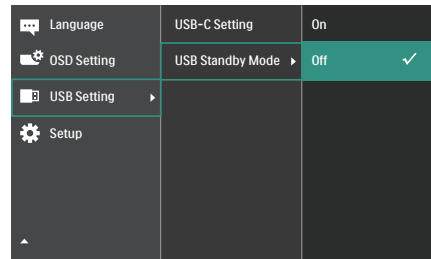 Language
OSD Setting
USB Setting
Setup
USB-C Setting
USB Standby Mode
On
Off